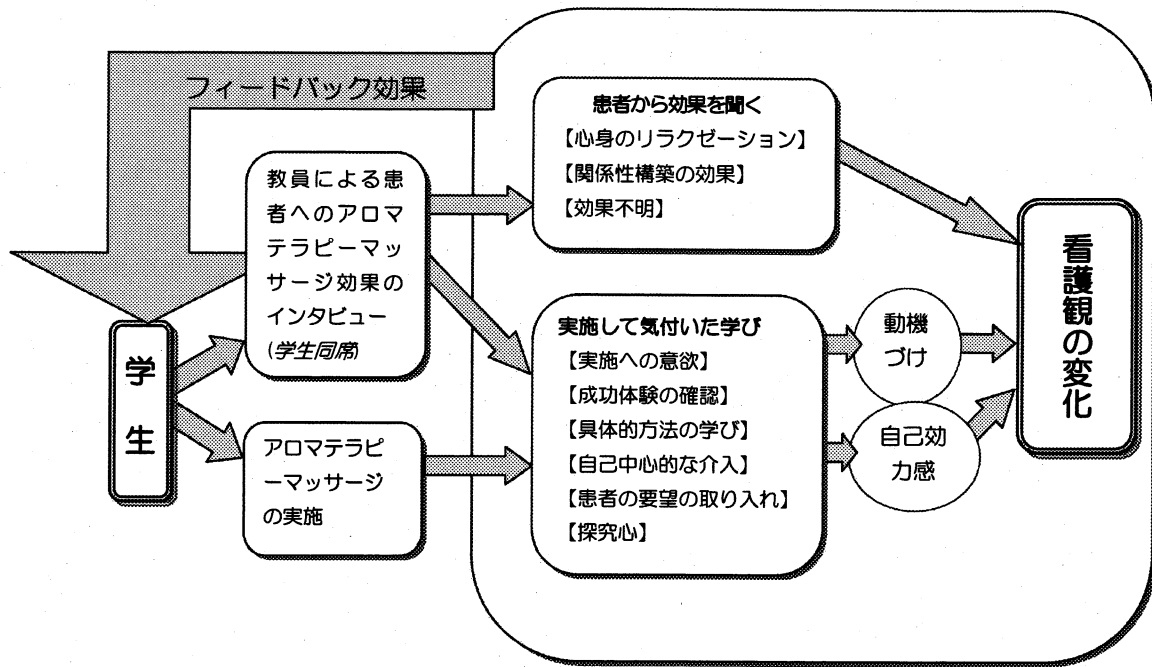 フィードバック効果
患者から効果を聞く
【心身のリラクゼーション】
【関係性構築の効果】
【効果不明】
教員による患
者へのアロマ
テラピーマッ
サージ効果の
インタビュー
(学生同席)
学
生
アロマテラピ
ーマッサージ
の実施
実施して気付いた学び
【実施への意欲】
【成功体験の確認】
【具体的方法の学び】
【自己中心的な介入】
【患者の要望の取り入れ】
【探究心】
動機
づけ
自己効
力感
看護観の変化